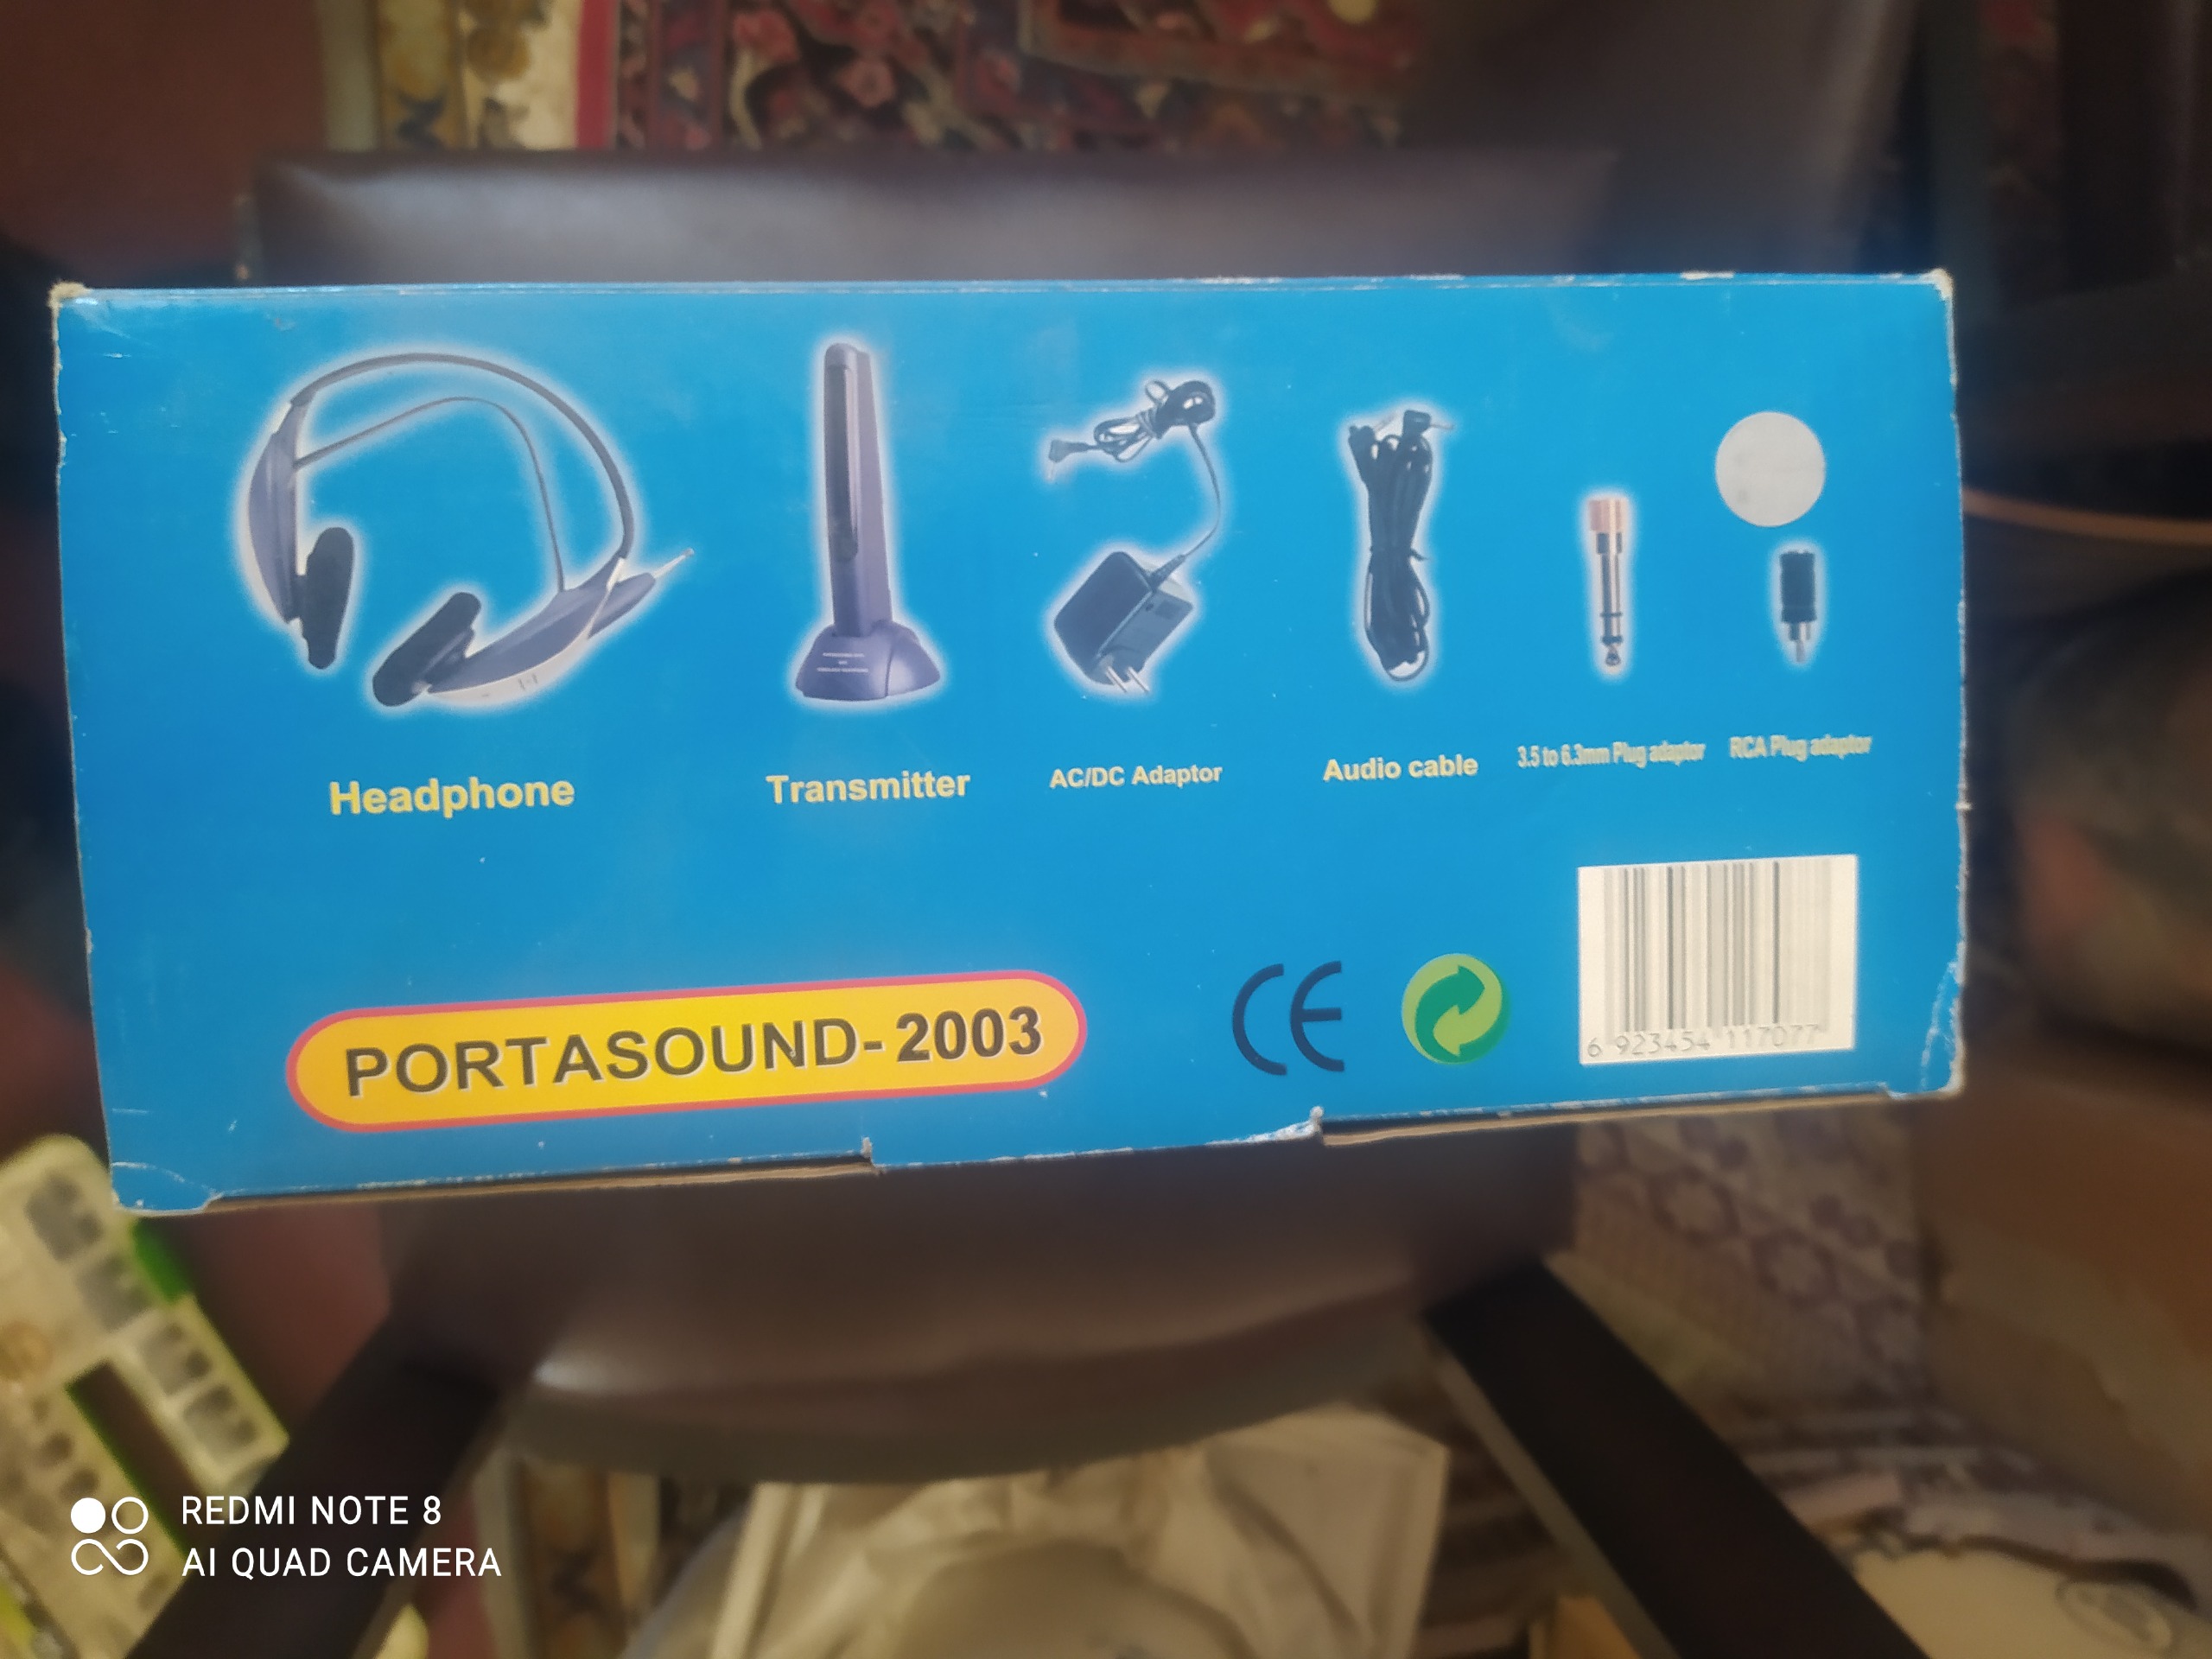 Headphone
Transmitter
AC/DC Adaptor
Audio cable
3.5 to 6.3mm Plug adaptor
RCA Plug adaptor
PORTASOUND-2003
CE
6 923454 117077
REDMI NOTE 8
AI QUAD CAMERA